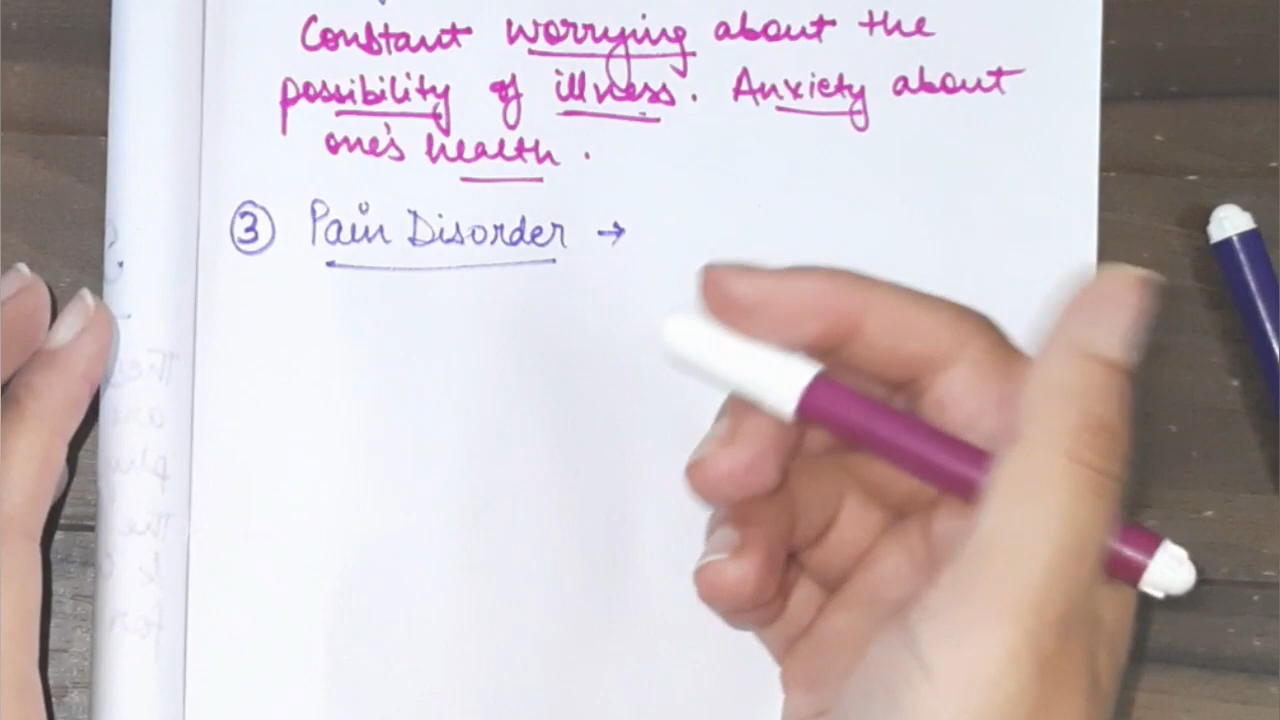 Constant worrying about the
possibility of illness. Anxiety about
one's health.
③ Pain Disorder →